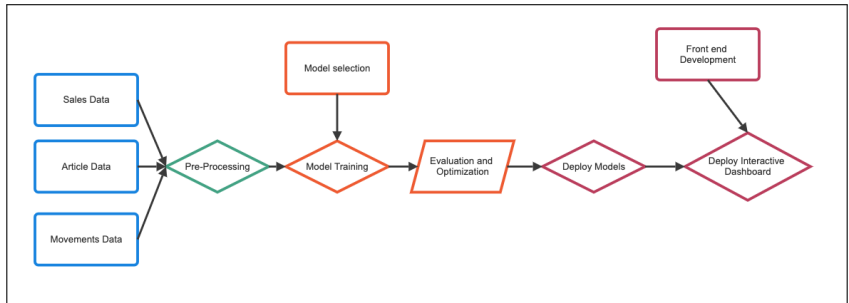 Sales Data
Article Data
Movements Data
Pre-Processing
Model selection
Model Training
Evaluation and
Optimization
Deploy Models
Front end
Development
Deploy Interactive
Dashboard